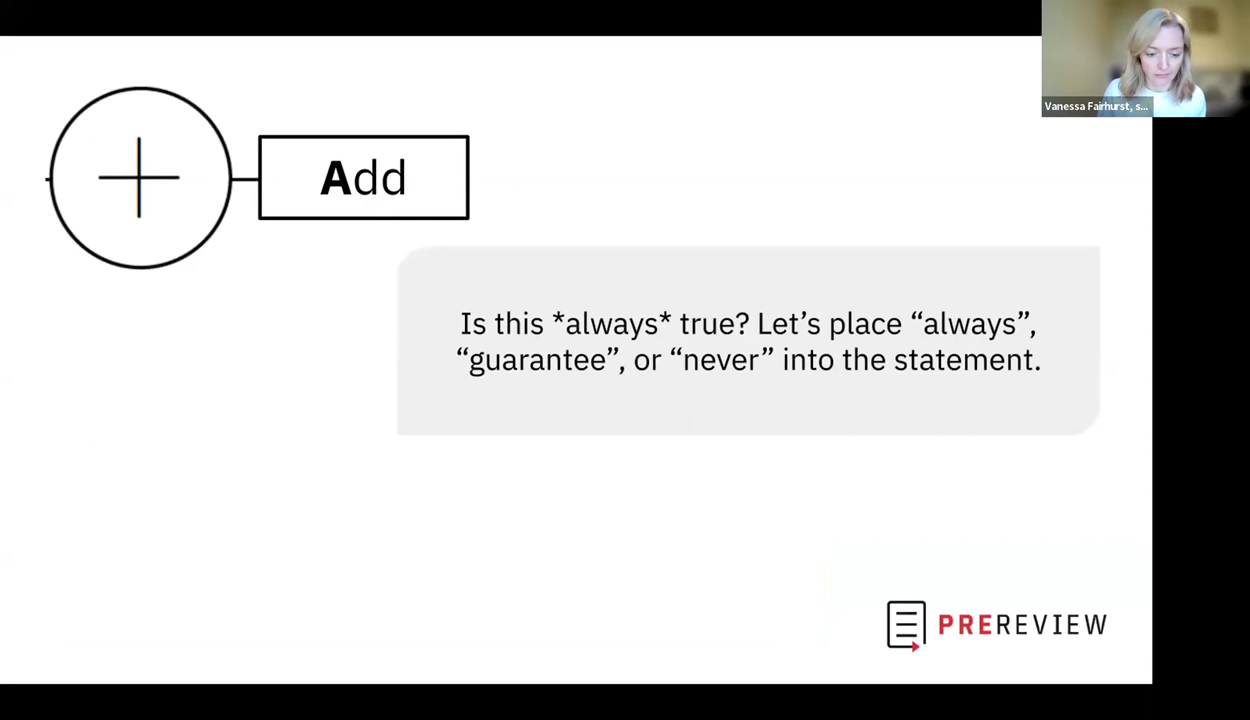 Vanessa Fairhurst, s...
Add
Is this *always* true? Let’s place “always”,
“guarantee”, or “never” into the statement.
PREREVIEW